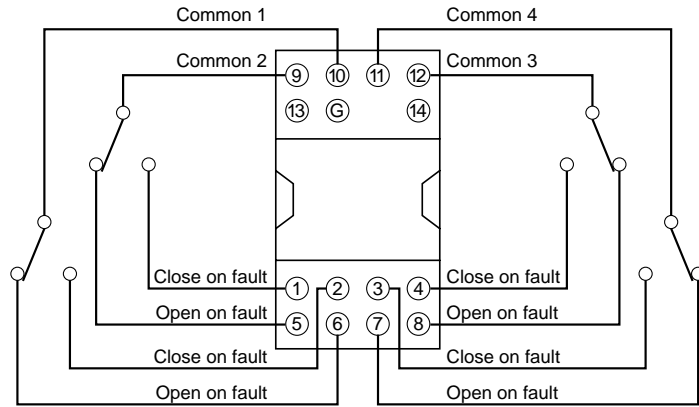 Common 1 Common 4
Common 2 9 10 11 12 Common 3
13 G 14
Close on fault 1 2 3 4 Close on fault
Open on fault 5 6 7 8 Open on fault
Close on fault Close on fault
Open on fault Open on fault